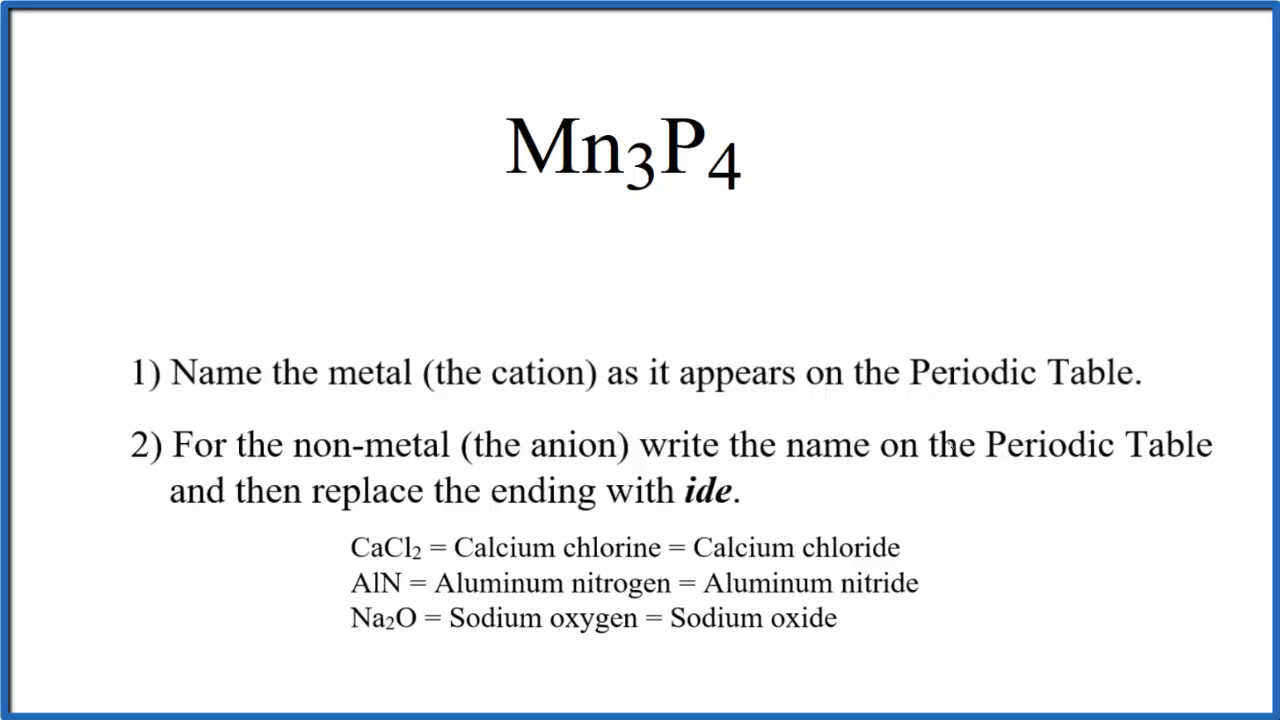 Mn₃P₄
1) Name the metal (the cation) as it appears on the Periodic Table.
2) For the non-metal (the anion) write the name on the Periodic Table
and then replace the ending with ide.
CaCl₂ = Calcium chlorine = Calcium chloride
AlN = Aluminum nitrogen = Aluminum nitride
Na₂O = Sodium oxygen = Sodium oxide